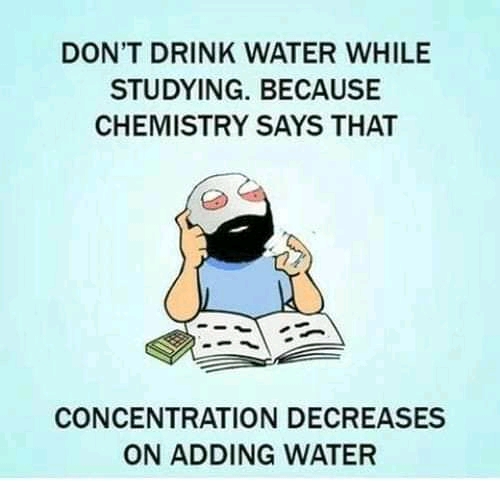 DON'T DRINK WATER WHILE
STUDYING. BECAUSE
CHEMISTRY SAYS THAT
CONCENTRATION DECREASES
ON ADDING WATER